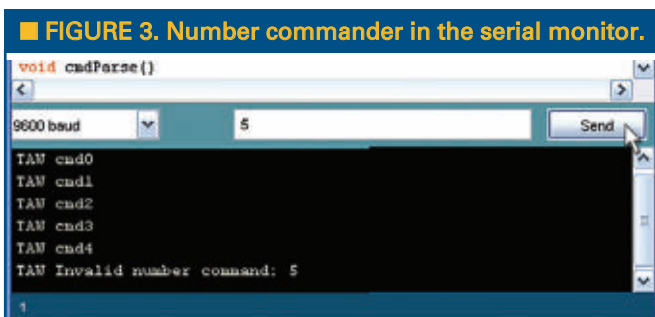 ■ FIGURE 3. Number commander in the serial monitor.
void cmdParse()
9600 baud 5 Send
TAW cmd0
TAW cmd1
TAW cmd2
TAW cmd3
TAW cmd4
TAW Invalid number command: 5
1